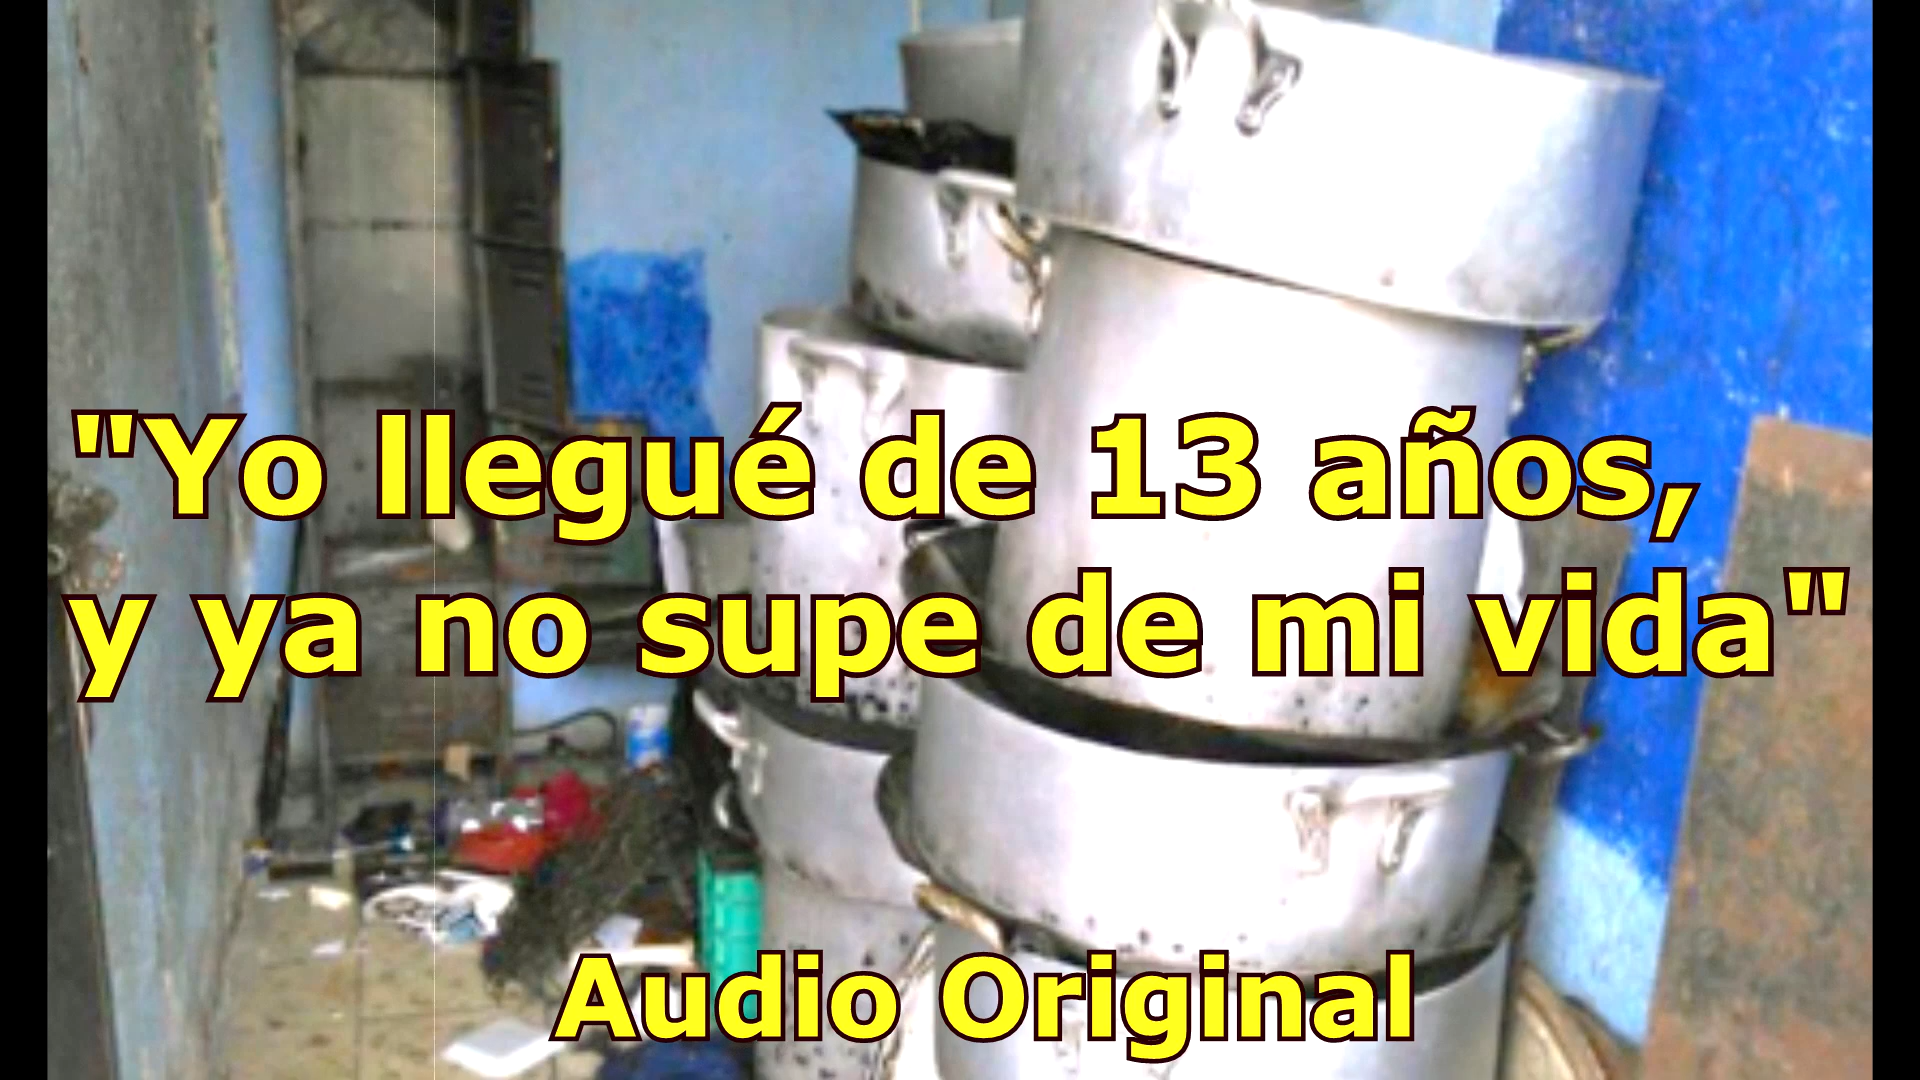 "Yo llegué de 13 años,
y ya no supe de mi vida"
Audio Original